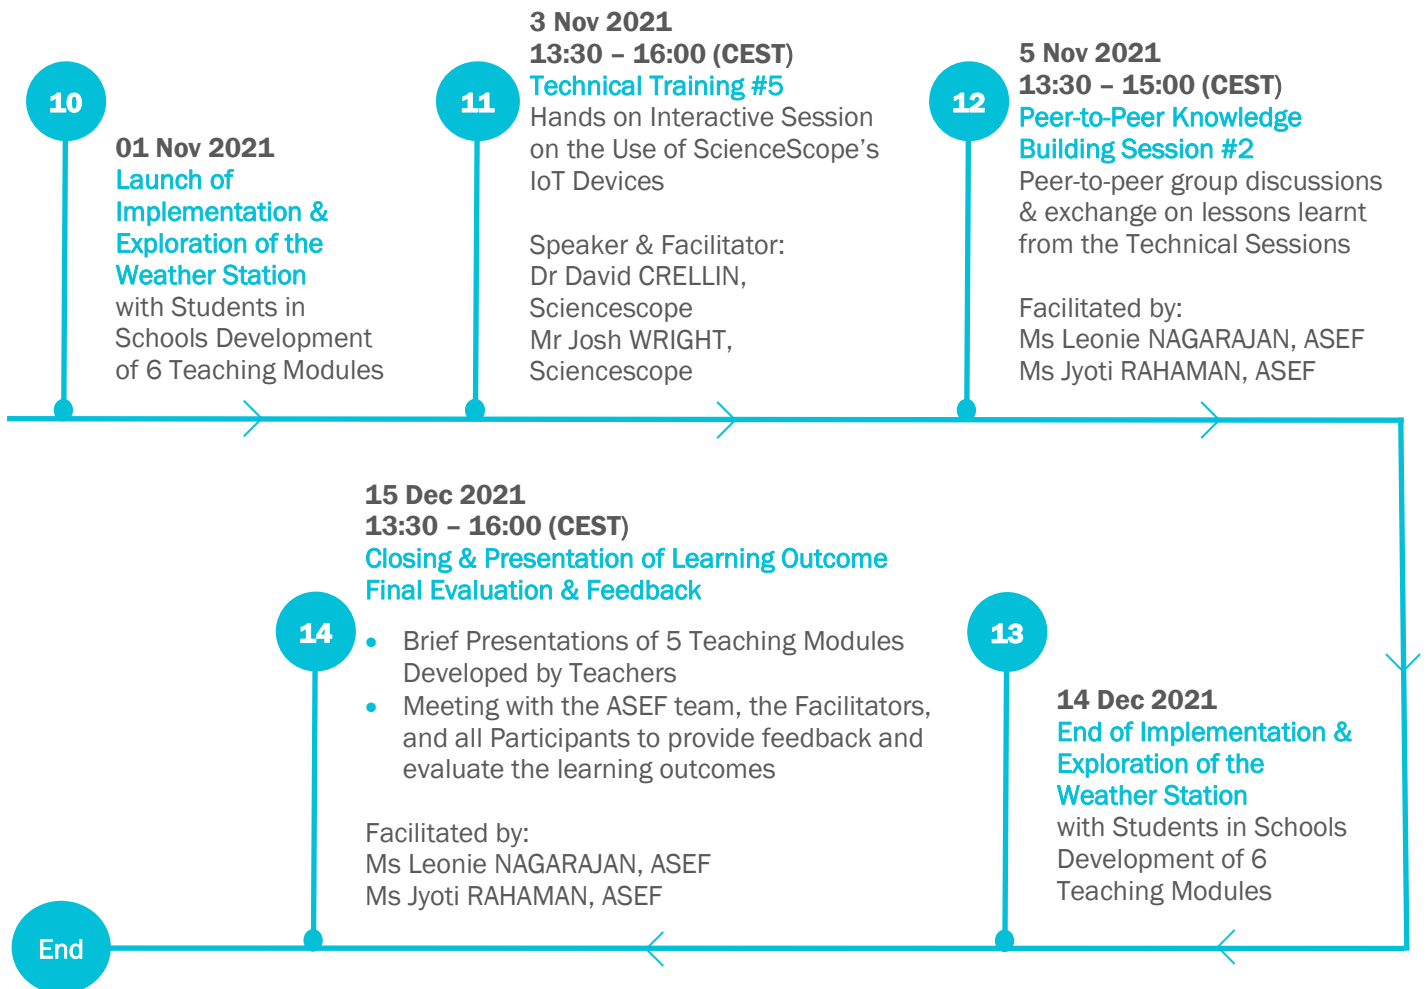 10
01 Nov 2021
Launch of
Implementation &
Exploration of the
Weather Station
with Students in
Schools Development
of 6 Teaching Modules
11
3 Nov 2021
13:30 – 16:00 (CEST)
Technical Training #5
Hands on Interactive Session
on the Use of ScienceScope's
IoT Devices
Speaker & Facilitator:
Dr David CRELLIN,
Sciencescope
Mr Josh WRIGHT,
Sciencescope
12
5 Nov 2021
13:30 – 15:00 (CEST)
Peer-to-Peer Knowledge
Building Session #2
Peer-to-peer group discussions
& exchange on lessons learnt
from the Technical Sessions
Facilitated by:
Ms Leonie NAGARAJAN, ASEF
Ms Jyoti RAHAMAN, ASEF
13
14 Dec 2021
End of Implementation &
Exploration of the
Weather Station
with Students in Schools
Development of 6
Teaching Modules
14
15 Dec 2021
13:30 – 16:00 (CEST)
Closing & Presentation of Learning Outcome
Final Evaluation & Feedback
• Brief Presentations of 5 Teaching Modules
Developed by Teachers
• Meeting with the ASEF team, the Facilitators,
and all Participants to provide feedback and
evaluate the learning outcomes
Facilitated by:
Ms Leonie NAGARAJAN, ASEF
Ms Jyoti RAHAMAN, ASEF
End